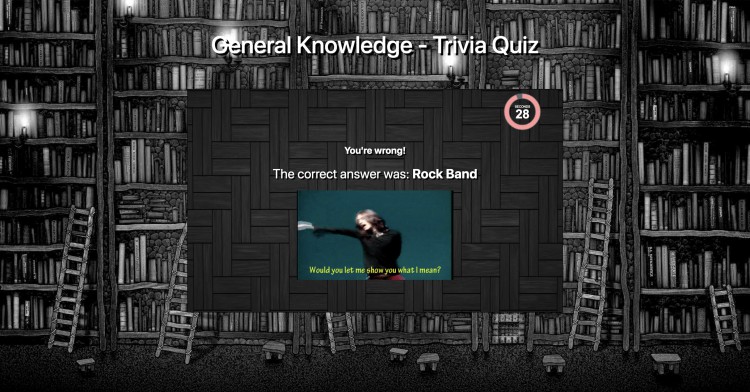 General Knowledge - Trivia Quiz
SECONDS
28
You're wrong!
The correct answer was: Rock Band
Would you let me show you what I mean?